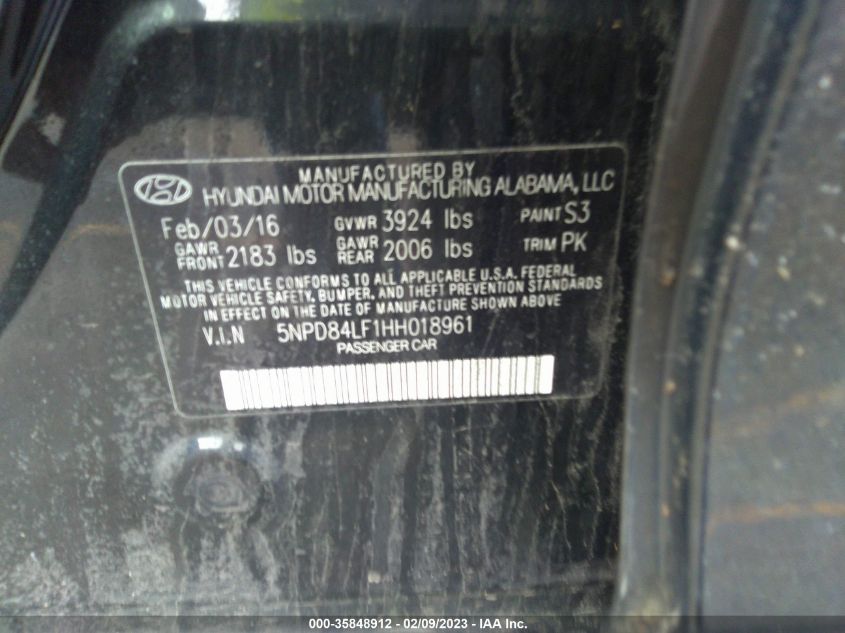 MANUFACTURED BY
HYUNDAI MOTOR MANUFACTURING ALABAMA, LLC
Feb/03/16 GVWR 3924 lbs PAINT S3
GAWR FRONT 2183 lbs GAWR REAR 2006 lbs TRIM PK
THIS VEHICLE CONFORMS TO ALL APPLICABLE U.S.A. FEDERAL
MOTOR VEHICLE SAFETY, BUMPER, AND THEFT PREVENTION STANDARDS
IN EFFECT ON THE DATE OF MANUFACTURE SHOWN ABOVE
V.I.N 5NPD84LF1HH018961
PASSENGER CAR
000-35848912 - 02/09/2023 - IAA Inc.